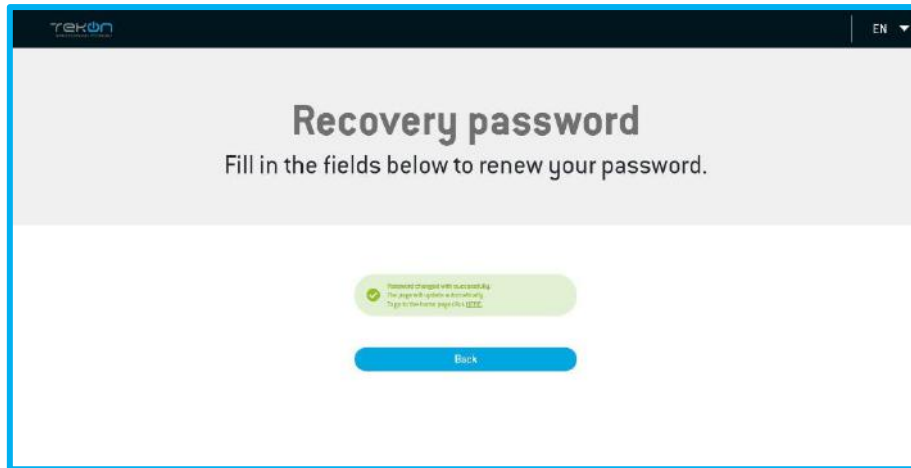 TEKON
EN
Recovery password
Fill in the fields below to renew your password.
Password changed with successfully.
The page will update automatically.
To go to the home page click HERE.
Back